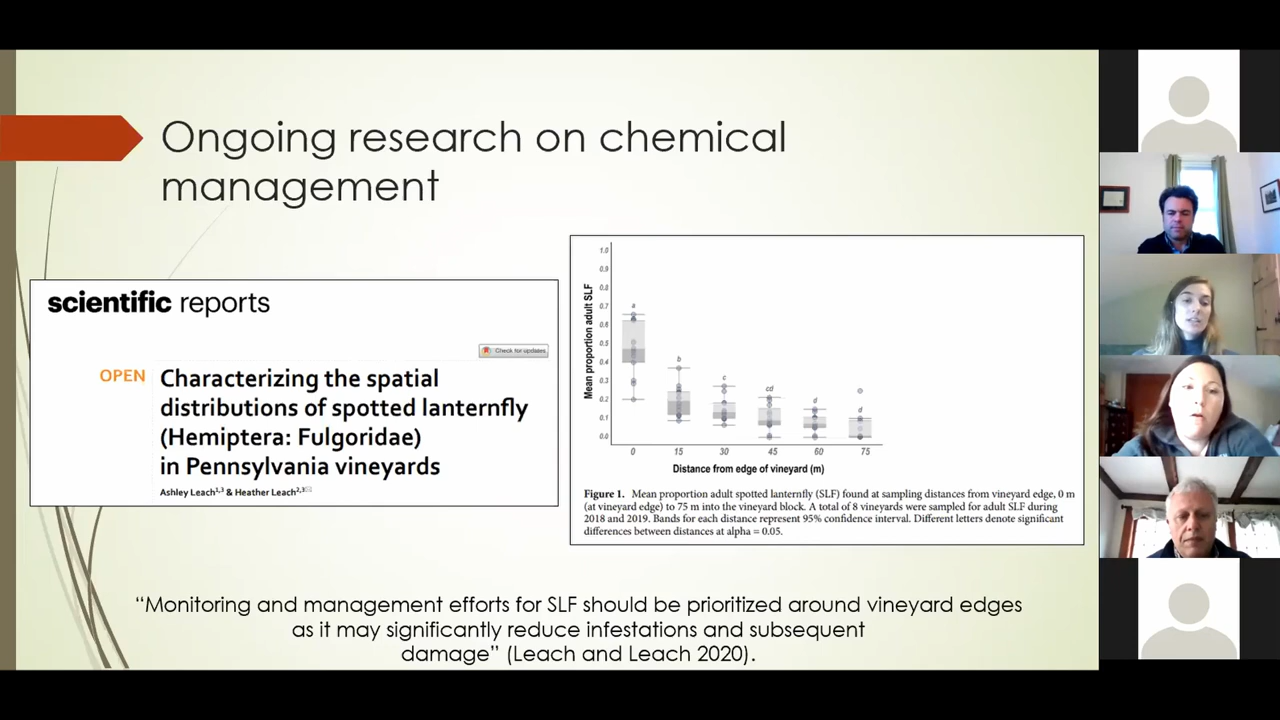 Ongoing research on chemical
management
scientific reports
Check for updates
OPEN
Characterizing the spatial
distributions of spotted lanternfly
(Hemiptera: Fulgoridae)
in Pennsylvania vineyards
Ashley Leach1,3 & Heather Leach2,3✉
Mean proportion adult SLF
1.0
0.9
0.8
0.7
0.6
0.5
0.4
0.3
0.2
0.1
0.0
a
b
c
cd
d
d
0 15 30 45 60 75
Distance from edge of vineyard (m)
Figure 1. Mean proportion adult spotted lanternfly (SLF) found at sampling distances from vineyard edge, 0 m
(at vineyard edge) to 75 m into the vineyard block. A total of 8 vineyards were sampled for adult SLF during
2018 and 2019. Bands for each distance represent 95% confidence interval. Different letters denote significant
differences between distances at alpha = 0.05.
“Monitoring and management efforts for SLF should be prioritized around vineyard edges
as it may significantly reduce infestations and subsequent
damage” (Leach and Leach 2020).